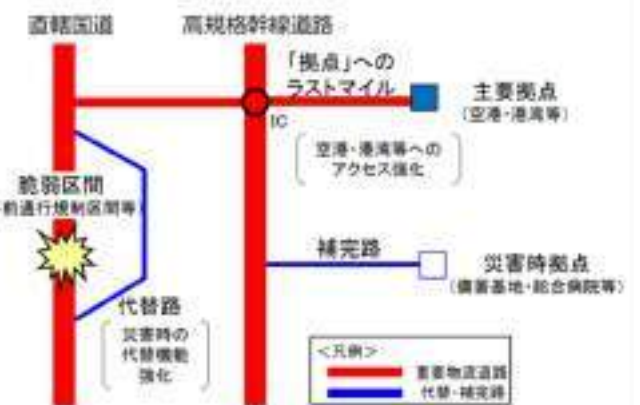 直轄国道
高規格幹線道路
「拠点」への
ラストマイル
主要拠点
(空港・港湾等)
IC
空港・港湾等への
アクセス強化
脆弱区間
前通行規制区間等
補完路
災害時拠点
(備蓄基地・総合病院等)
代替路
災害時の
代替機能
強化
<凡例>
重要物流道路
代替・補完路